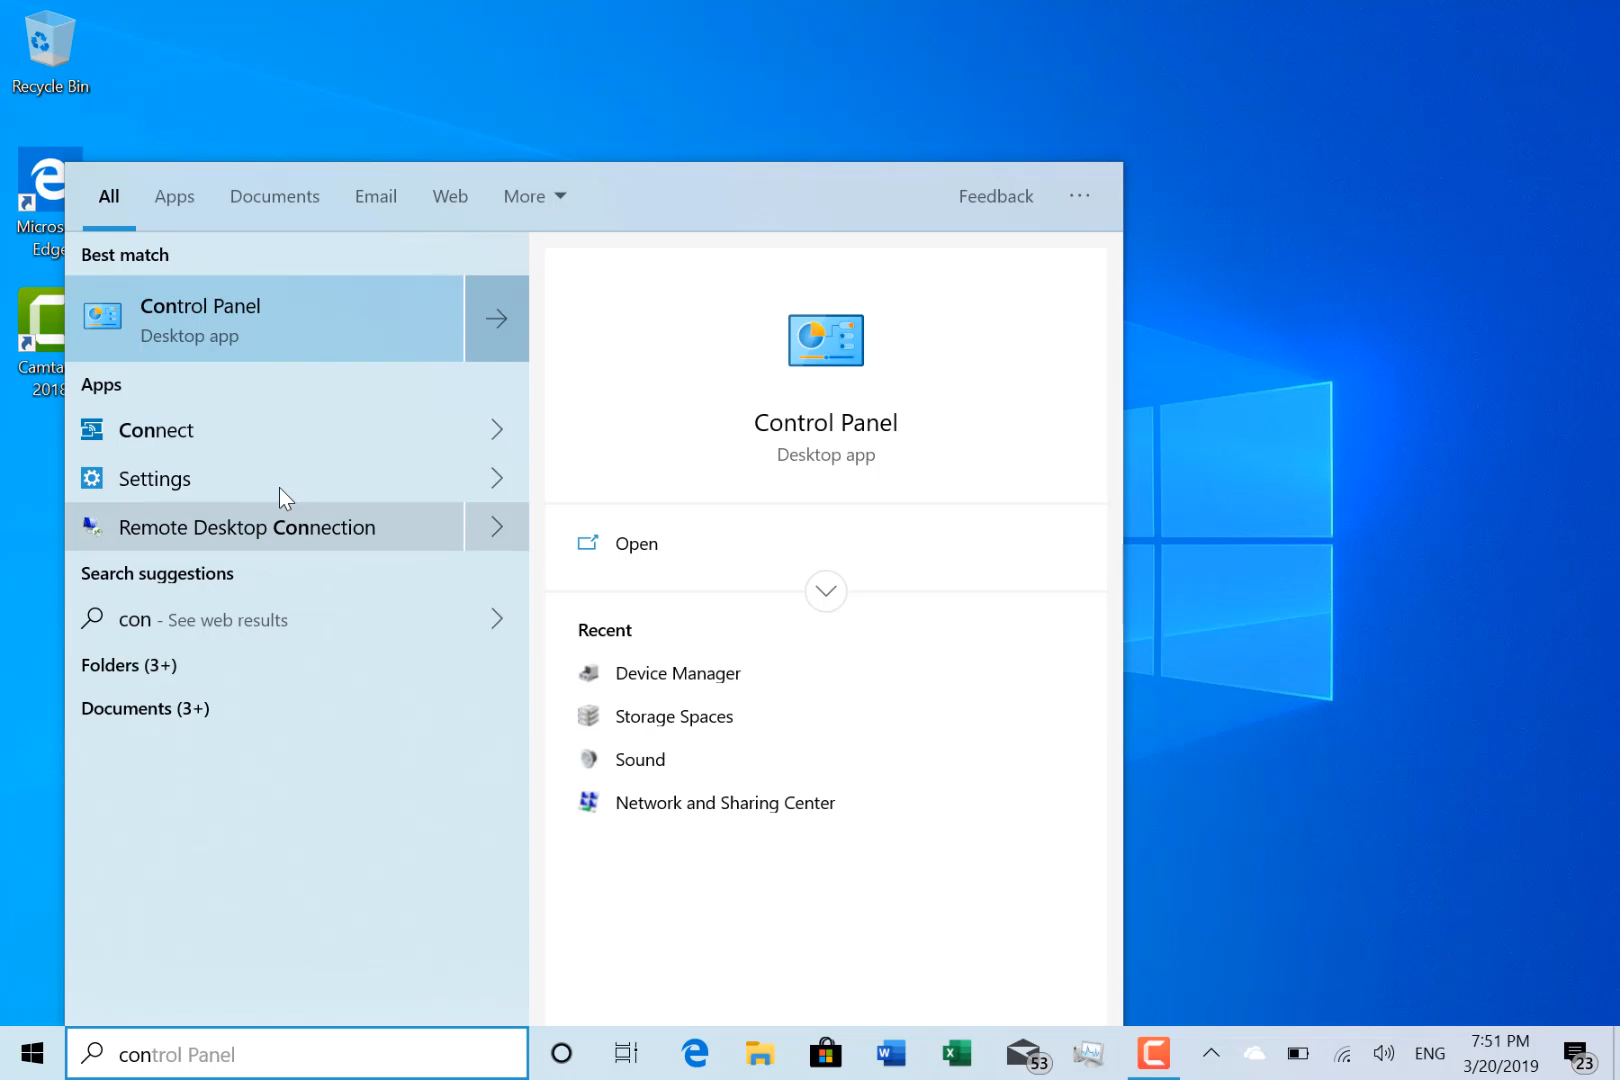 Recycle Bin
Micros
Edge
Camta
2018
All Apps Documents Email Web More Feedback ...
Best match
Control Panel
Desktop app
Apps
Connect
Settings
Remote Desktop Connection
Search suggestions
con - See web results
Folders (3+)
Documents (3+)
Control Panel
Desktop app
Open
Recent
Device Manager
Storage Spaces
Sound
Network and Sharing Center
control Panel
53
ENG
7:51 PM
3/20/2019
23